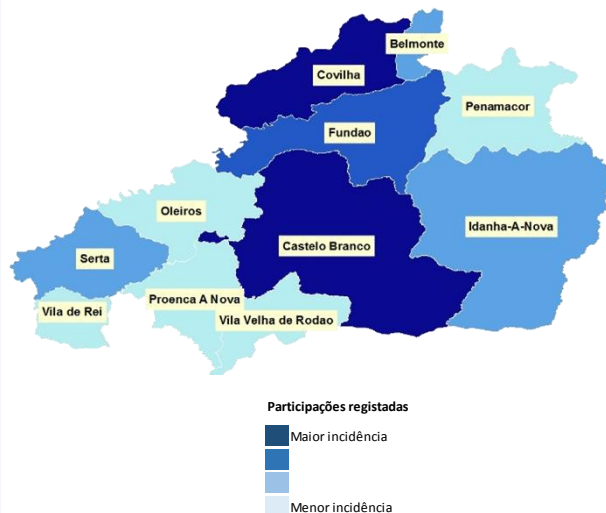 Belmonte
Covilha
Penamacor
Fundao
Oleiros
Idanha-A-Nova
Castelo Branco
Serta
Proenca A Nova
Vila de Rei
Vila Velha de Rodao
Participações registadas
Maior incidência
Menor incidência